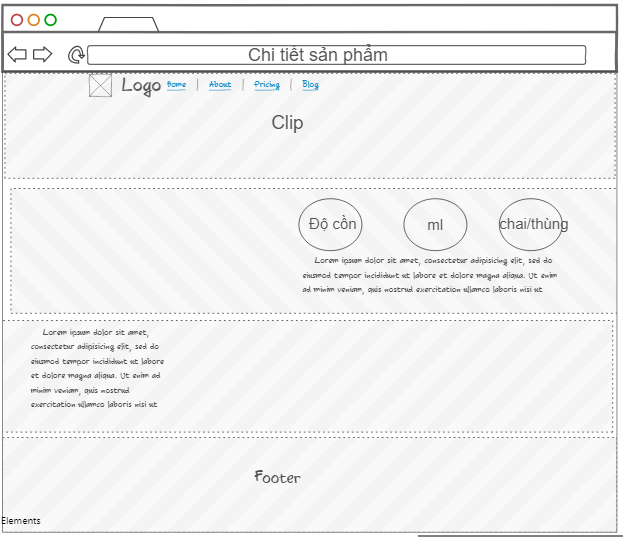 Chi tiết sản phẩm
Logo Home | About | Pricing | Blog
Clip
Độ cồn ml chai/thùng
Lorem ipsum dolor sit amet, consectetur adipisicing elit, sed do
eiusmod tempor incididunt ut labore et dolore magna aliqua. Ut enim
ad minim veniam, quis nostrud exercitation ullamco laboris nisi ut
Lorem ipsum dolor sit amet,
consectetur adipisicing elit, sed do
eiusmod tempor incididunt ut labore
et dolore magna aliqua. Ut enim ad
minim veniam, quis nostrud
exercitation ullamco laboris nisi ut
Footer
Elements